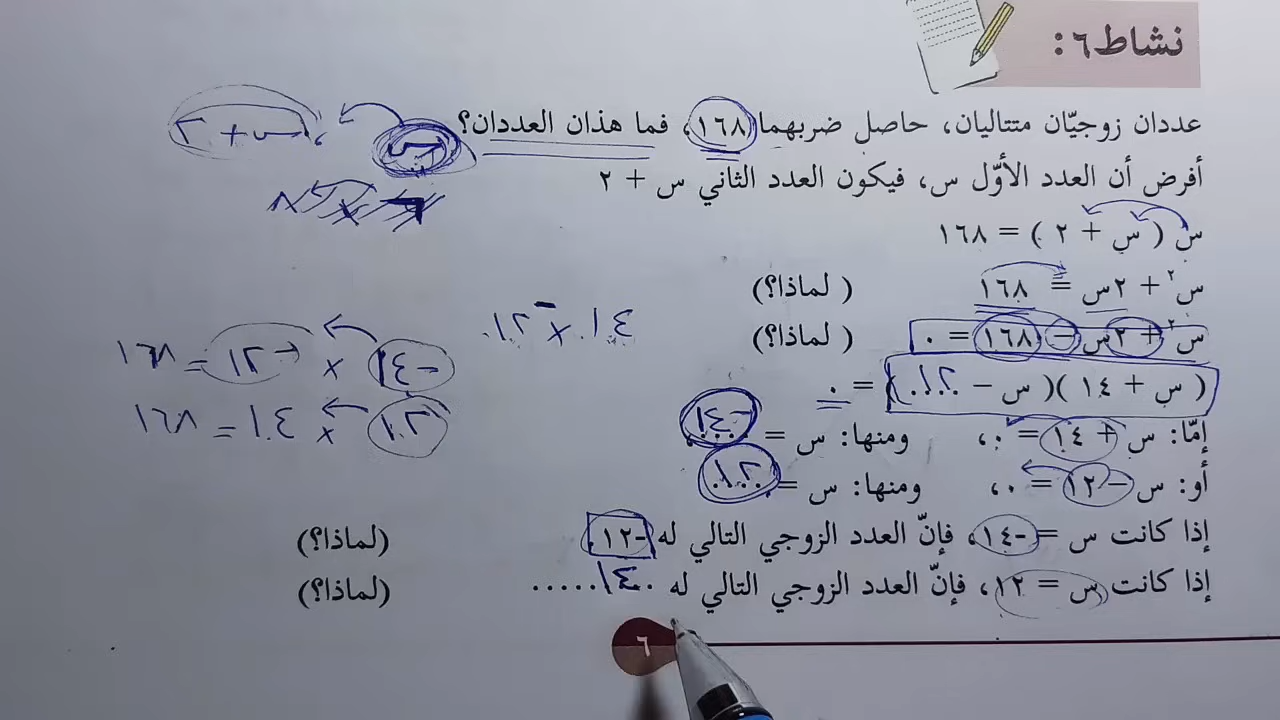 نشاط ٦:
عددان زوجيّان متتاليان، حاصل ضربهما ١٦٨، فما هذان العددان؟ س ، س + ٢
أفرض أن العدد الأوّل س، فيكون العدد الثاني س + ٢
س ( س + ٢ ) = ١٦٨
س٢ + ٢س = ١٦٨ ( لماذا؟)
س٢ + ٢س − ١٦٨ = ٠ ( لماذا؟)
١٤ × −١٢
( س + ١٤ )( س − ١٢ ) = ٠
−١٤ × −١٢ = ١٦٨
إمّا: س + ١٤ = ٠، ومنها: س = −١٤
١٢ × ١٤ = ١٦٨
أو: س − ١٢ = ٠، ومنها: س = ١٢
إذا كانت س = −١٤، فإنّ العدد الزوجي التالي له −١٢ (لماذا؟)
إذا كانت س = ١٢، فإنّ العدد الزوجي التالي له ١٤..... (لماذا؟)
٦